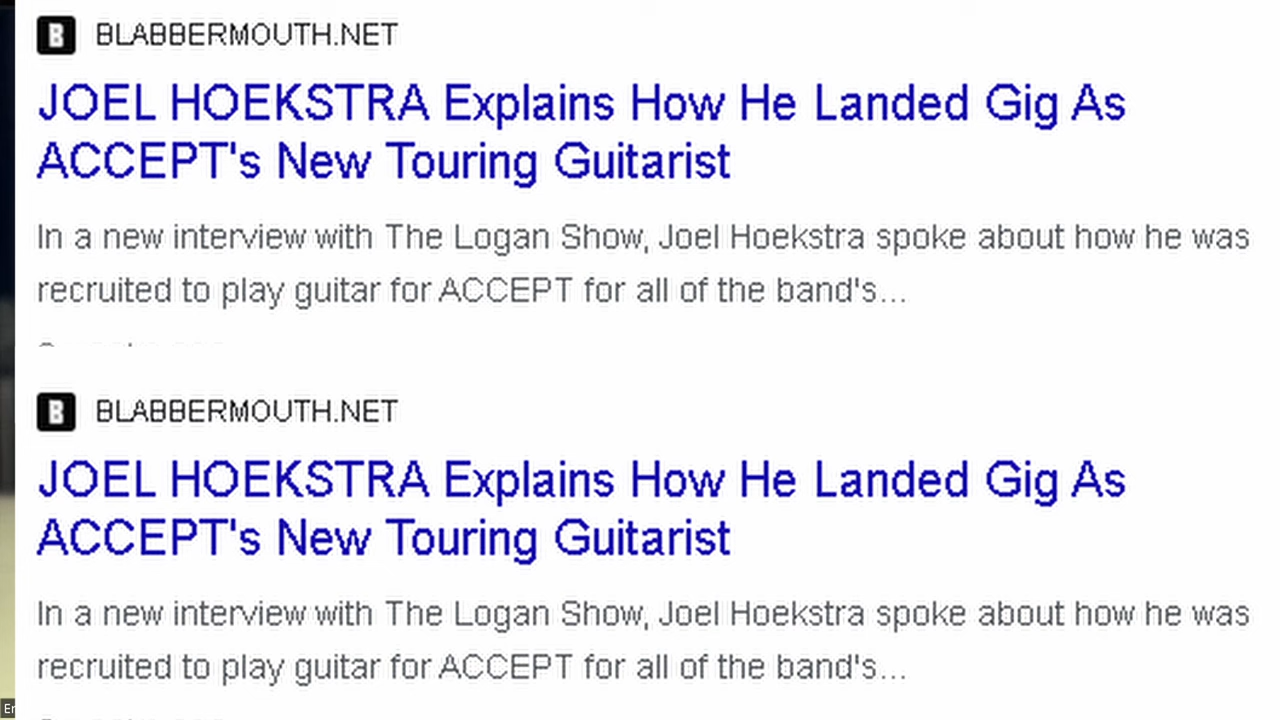 B BLABBERMOUTH.NET
JOEL HOEKSTRA Explains How He Landed Gig As
ACCEPT's New Touring Guitarist
In a new interview with The Logan Show, Joel Hoekstra spoke about how he was
recruited to play guitar for ACCEPT for all of the band's...
B BLABBERMOUTH.NET
JOEL HOEKSTRA Explains How He Landed Gig As
ACCEPT's New Touring Guitarist
In a new interview with The Logan Show, Joel Hoekstra spoke about how he was
recruited to play guitar for ACCEPT for all of the band's...